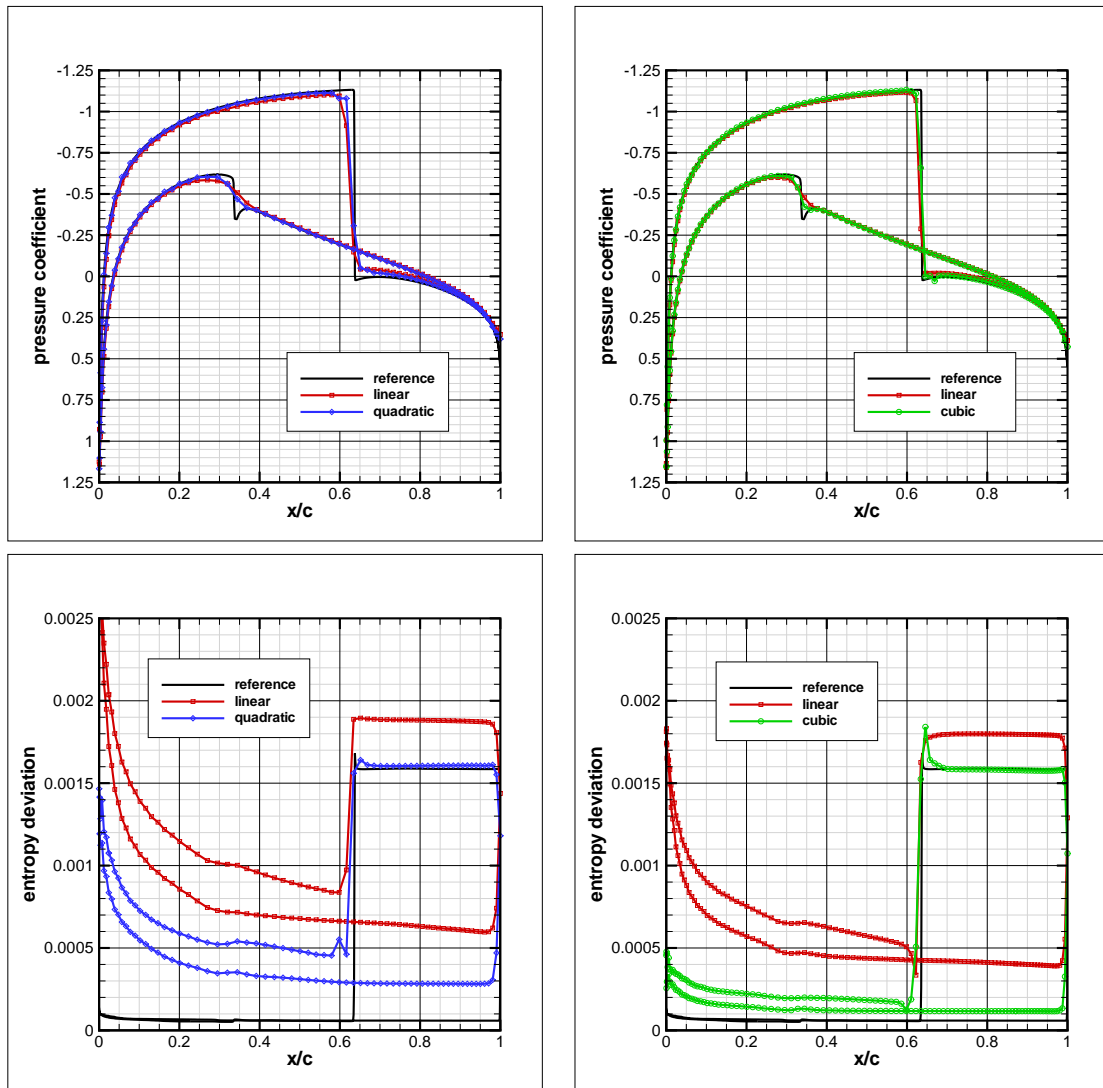 -1.25
-1
-0.75
-0.5
-0.25
0
0.25
0.5
0.75
1
1.25
pressure coefficient
0 0.2 0.4 0.6 0.8 1
x/c
reference
linear
quadratic
-1.25
-1
-0.75
-0.5
-0.25
0
0.25
0.5
0.75
1
1.25
pressure coefficient
0 0.2 0.4 0.6 0.8 1
x/c
reference
linear
cubic
0.0025
0.002
0.0015
0.001
0.0005
0
entropy deviation
0 0.2 0.4 0.6 0.8 1
x/c
reference
linear
quadratic
0.0025
0.002
0.0015
0.001
0.0005
0
entropy deviation
0 0.2 0.4 0.6 0.8 1
x/c
reference
linear
cubic